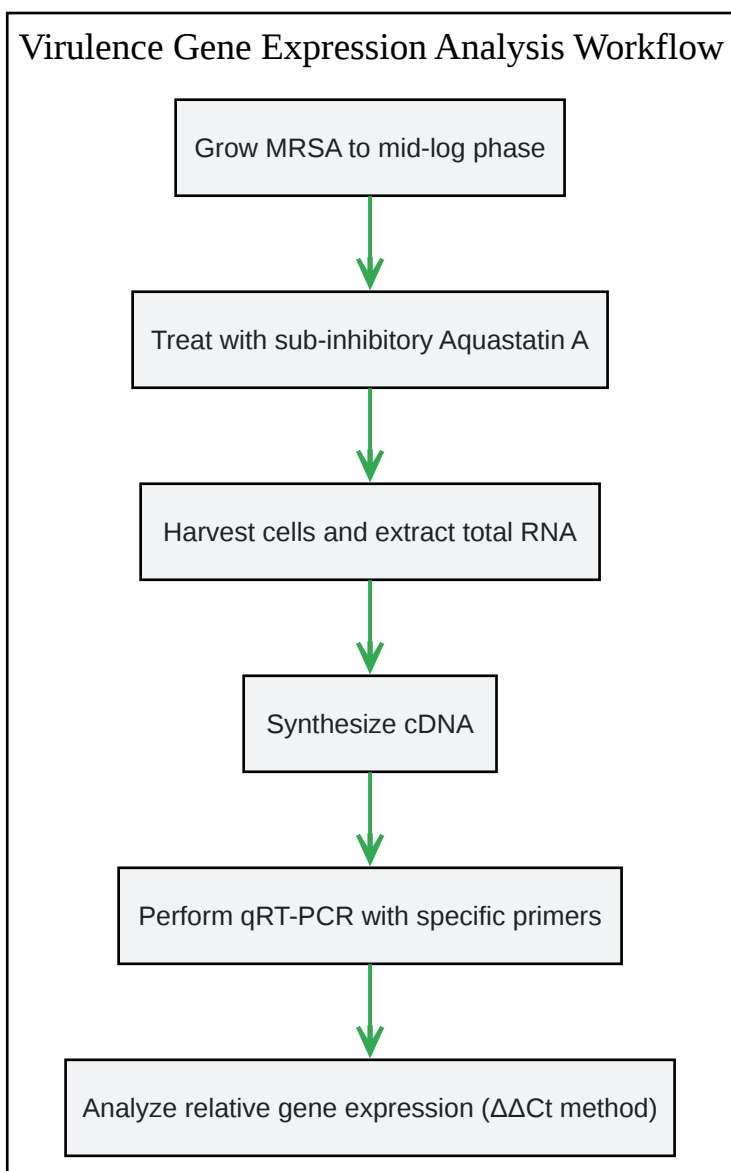 Virulence Gene Expression Analysis Workflow
Grow MRSA to mid-log phase
Treat with sub-inhibitory Aquastatin A
Harvest cells and extract total RNA
Synthesize cDNA
Perform qRT-PCR with specific primers
Analyze relative gene expression (ΔΔCt method)